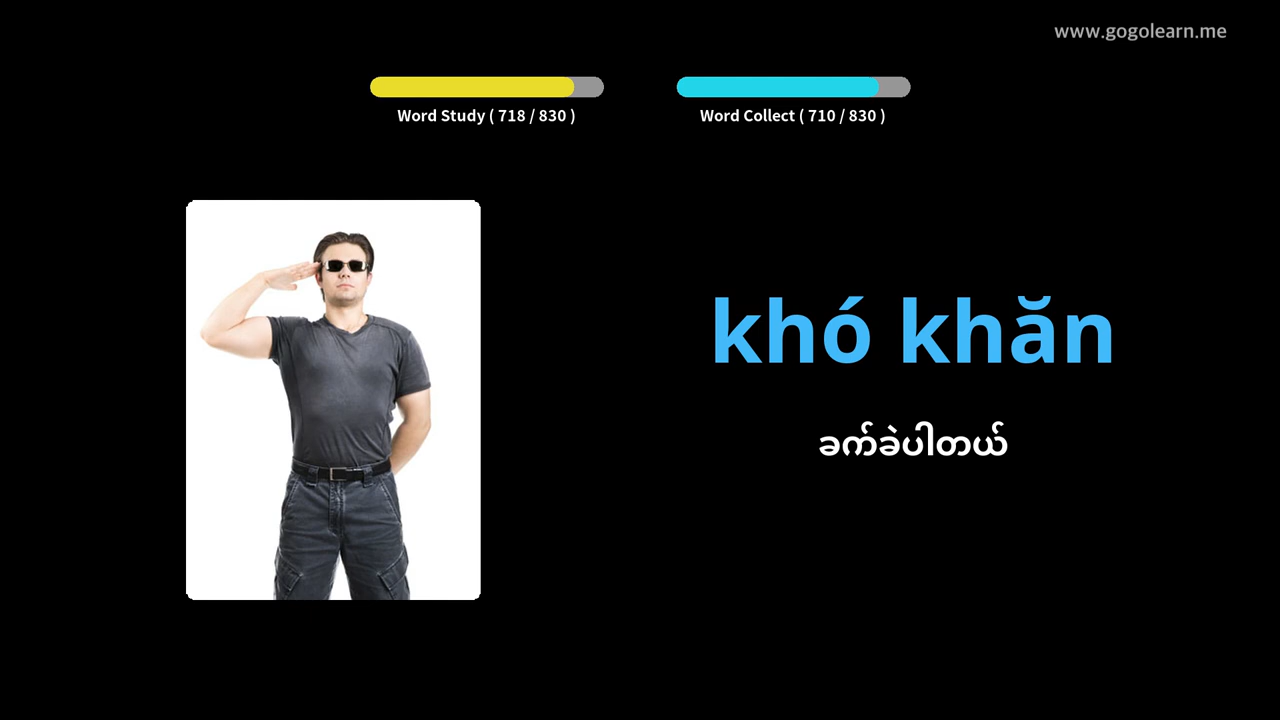 www.gogolearn.me
Word Study ( 718 / 830 )
Word Collect ( 710 / 830 )
khó khăn
ခက်ခဲပါတယ်